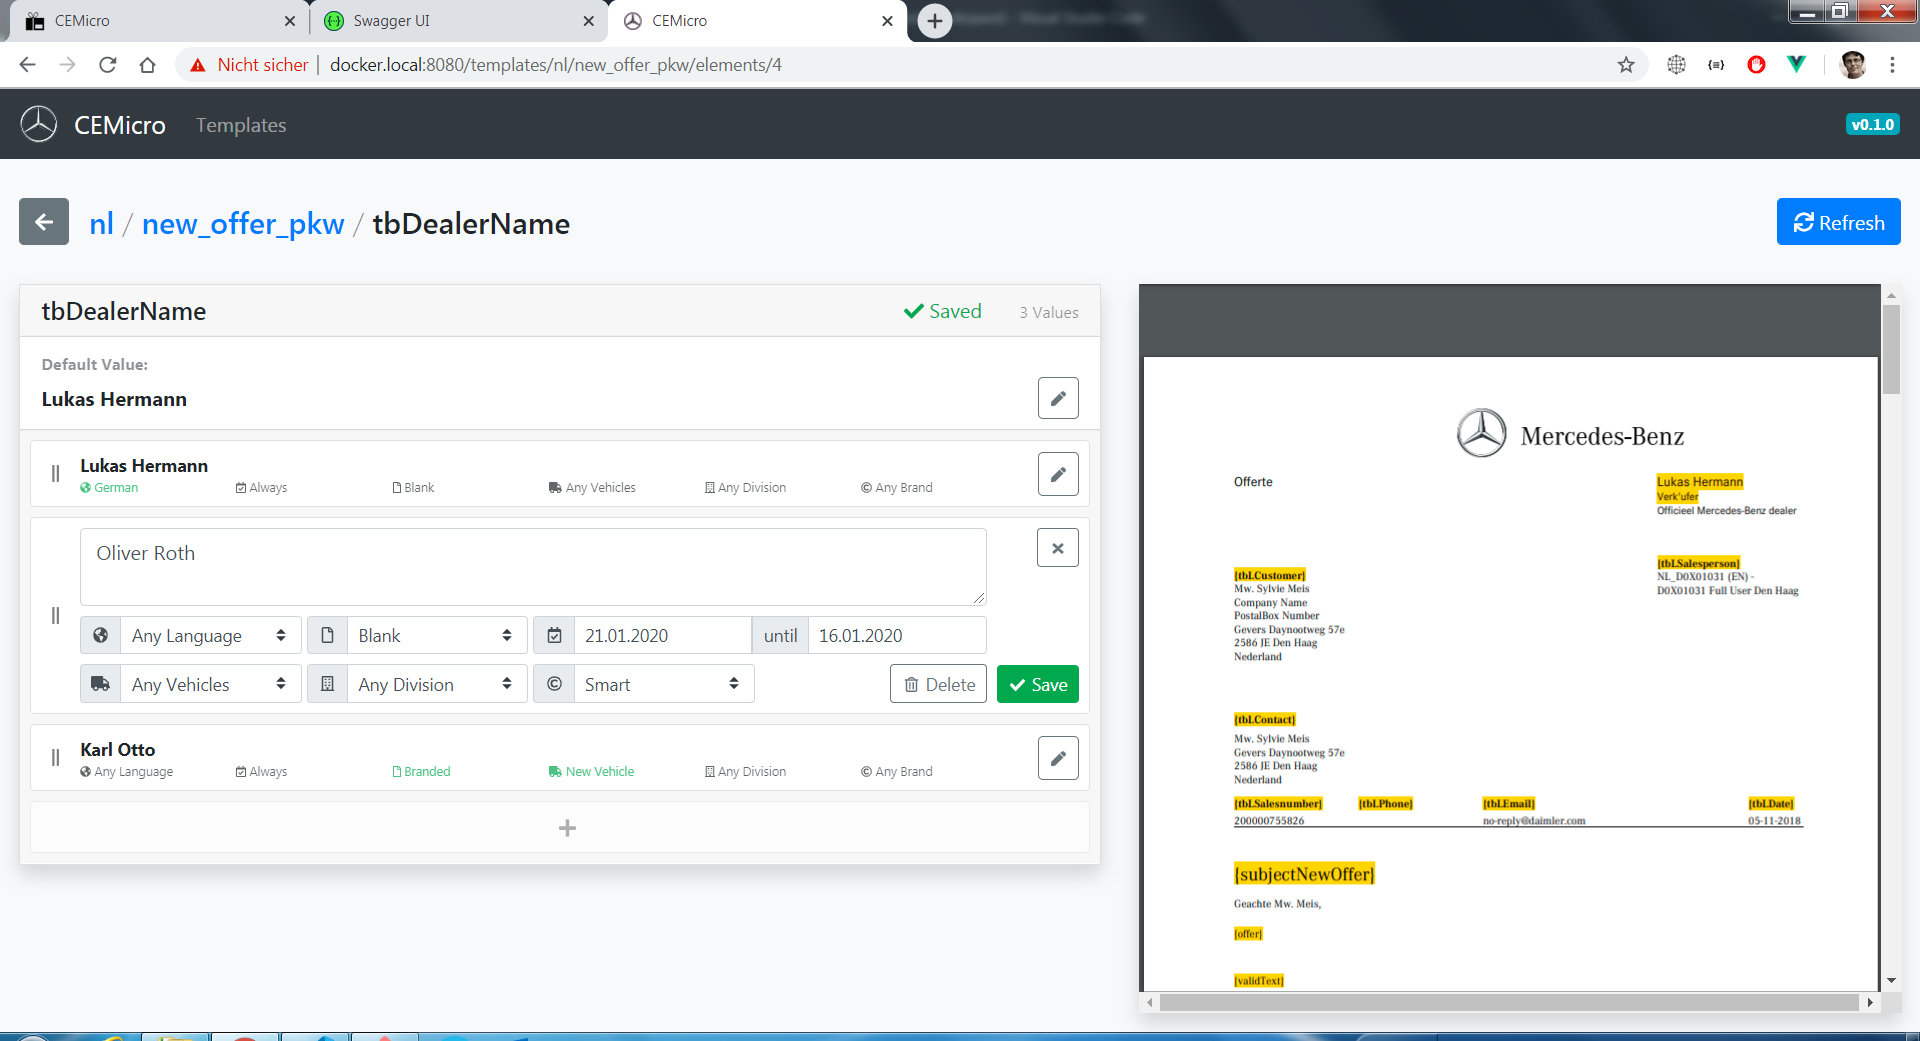 CEMicro
Swagger UI
CEMicro
Visual Studio Code
Nicht sicher
docker.local:8080/templates/nl/new_offer_pkw/elements/4
CEMicro
Templates
v0.1.0
nl / new_offer_pkw / tbDealerName
Refresh
tbDealerName
Saved
3 Values
Default Value:
Lukas Hermann
Lukas Hermann
German
Always
Blank
Any Vehicles
Any Division
Any Brand
Oliver Roth
Any Language
Blank
21.01.2020
until
16.01.2020
Any Vehicles
Any Division
Smart
Delete
Save
Karl Otto
Any Language
Always
Branded
New Vehicle
Any Division
Any Brand
Mercedes-Benz
Offerte
Lukas Hermann
Verk'ufer
Officieel Mercedes-Benz dealer
{tbLSalesperson}
NL_D0X01031 (EN) -
D0X01031 Full User Den Haag
{tbLCustomer}
Mw. Sylvie Meis
Company Name
PostalBox Number
Gevers Daynootweg 57e
2586 JE Den Haag
Nederland
{tbLContact}
Mw. Sylvie Meis
Gevers Daynootweg 57e
2586 JE Den Haag
Nederland
{tbLSalesnumber}
{tbLPhone}
{tbLEmail}
{tbLDate}
200000755826
no-reply@daimler.com
05-11-2018
{subjectNewOffer}
Geachte Mw. Meis,
{offer}
{validText}